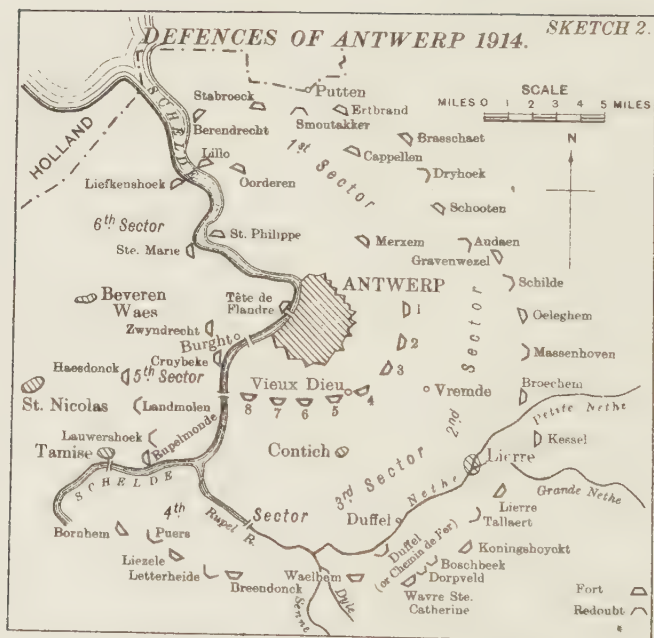 DEFENCES OF ANTWERP 1914.
SKETCH 2.
Putten
SCALE
MILES 0 1 2 3 4 5 MILES
N
HOLLAND
SCHELDE
Stabroeck
Berendrecht
Smoutakker
Ertbrand
Braeschaet
Cappellen
Dryhoek
Lillo
Liefkenshoek
Oorderen
1st Sector
Schooten
6th Sector
St. Philippe
Ste. Marie
Merxem
Audaen
Gravenwezel
Schilde
ANTWERP
Beveren
Waes
Tête de
Flandre
Zwyndrecht
Burght
1
2
3
Oeleghem
Massenhoven
2nd Sector
Cruybeke
Haesdonck
5th Sector
Vieux Dieu
Vremde
Broechem
Petite Nethe
St. Nicolas
Landmolen
8 7 6 5 4
Kessel
Lauwershoek
Rupelmonde
Tamise
Contich
Lierre
3rd Sector
Nethe
Grande Nethe
SCHELDE
4th Sector
Rupel R.
Duffel
Lierre
Tallaert
Bornhem
Puers
Duffel
(or Chemin de Fer)
Koningshoyckt
Liezele
Letterheide
Breendonck
Waelhem
Boschbeek
Dorpveld
Wavre Ste.
Catherine
Senne
Dyle
Fort
Redoubt